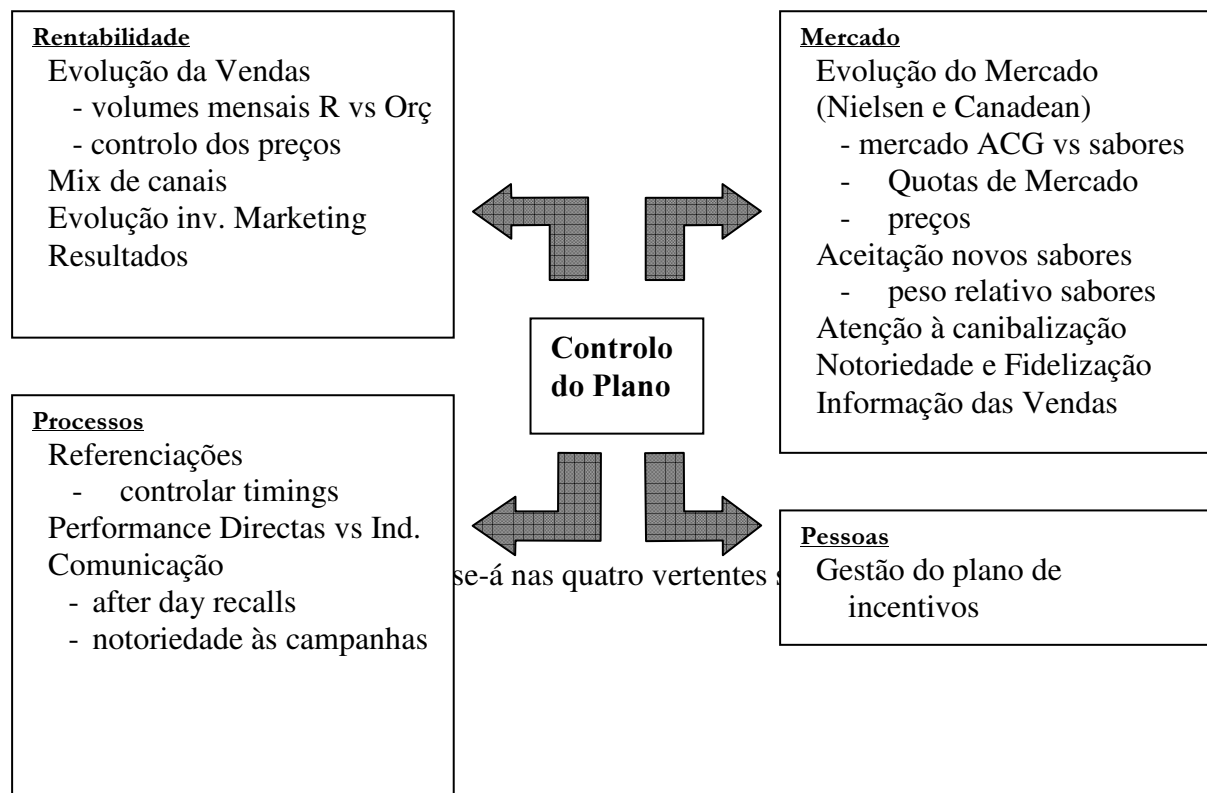 Rentabilidade
Evolução da Vendas
- volumes mensais R vs Orç
- controlo dos preços
Mix de canais
Evolução inv. Marketing
Resultados
Mercado
Evolução do Mercado
(Nielsen e Canadean)
- mercado ACG vs sabores
- Quotas de Mercado
- preços
Aceitação novos sabores
- peso relativo sabores
Atenção à canibalização
Notoriedade e Fidelização
Informação das Vendas
Controlo
do Plano
Processos
Referenciações
- controlar timings
Performance Directas vs Ind.
Comunicação
- after day recalls
- notoriedade às campanhas
se-á nas quatro vertentes
Pessoas
Gestão do plano de
incentivos